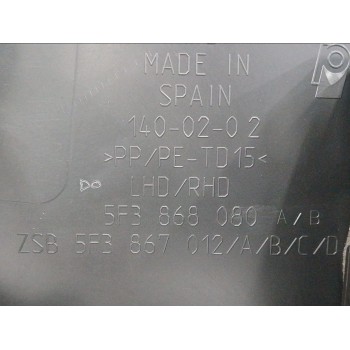 MADE IN
SPAIN
140-02-02
>PP/PE-TD15<
LHD/RHD
5F3 868 080 A/B
ZSB 5F3 867 012/A/B/C/D